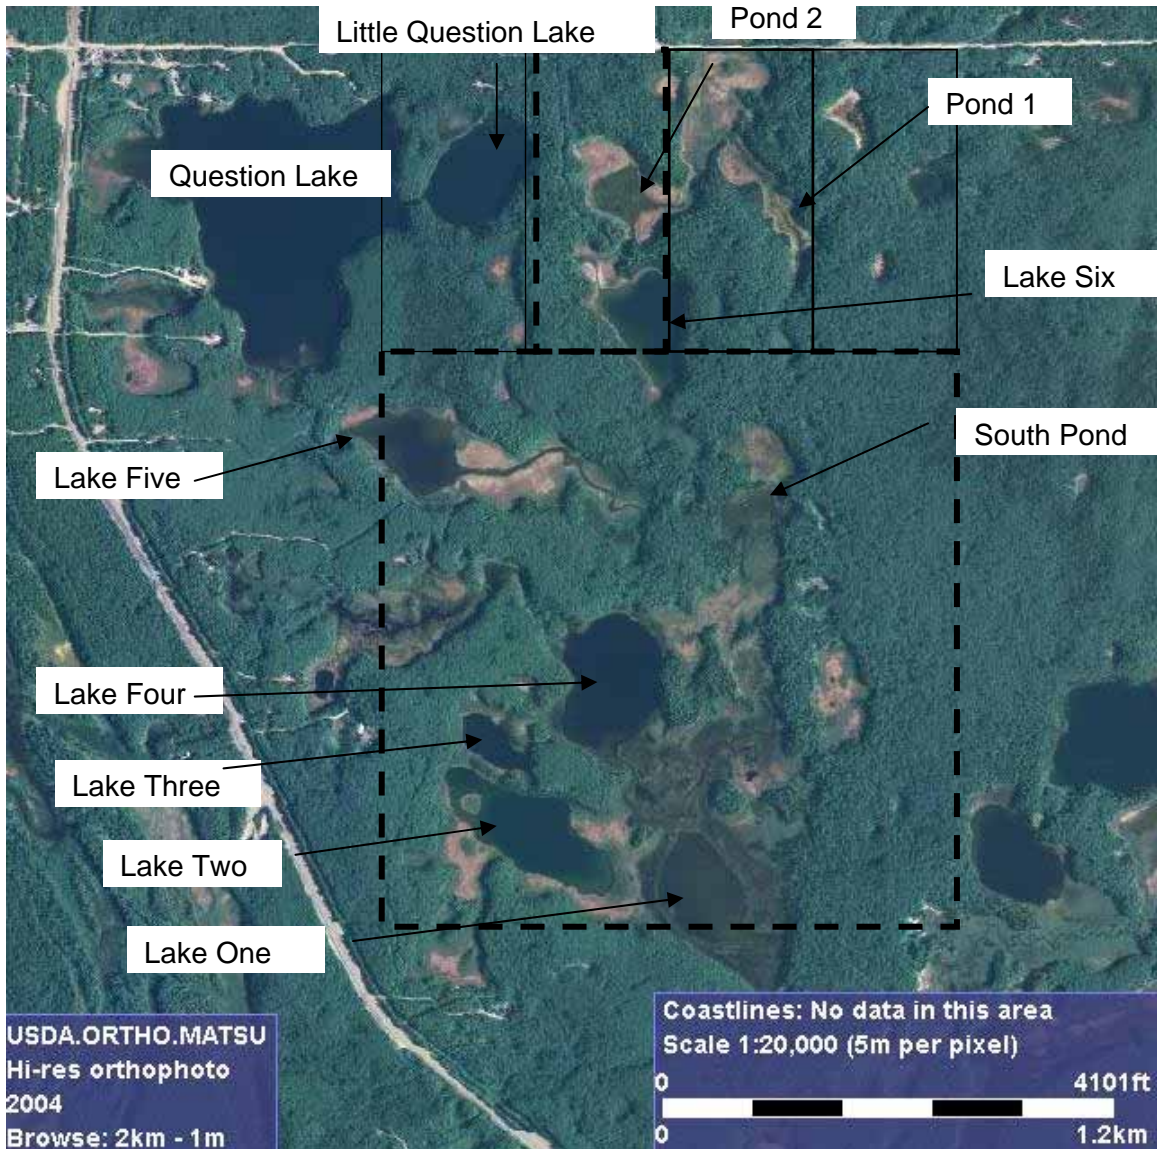 Little Question Lake
Pond 2
Pond 1
Question Lake
Lake Six
South Pond
Lake Five
Lake Four
Lake Three
Lake Two
Lake One
USDA.ORTHO.MATSU
Hi-res orthophoto
2004
Browse: 2km - 1m
Coastlines: No data in this area
Scale 1:20,000 (5m per pixel)
0 4101ft
0 1.2km